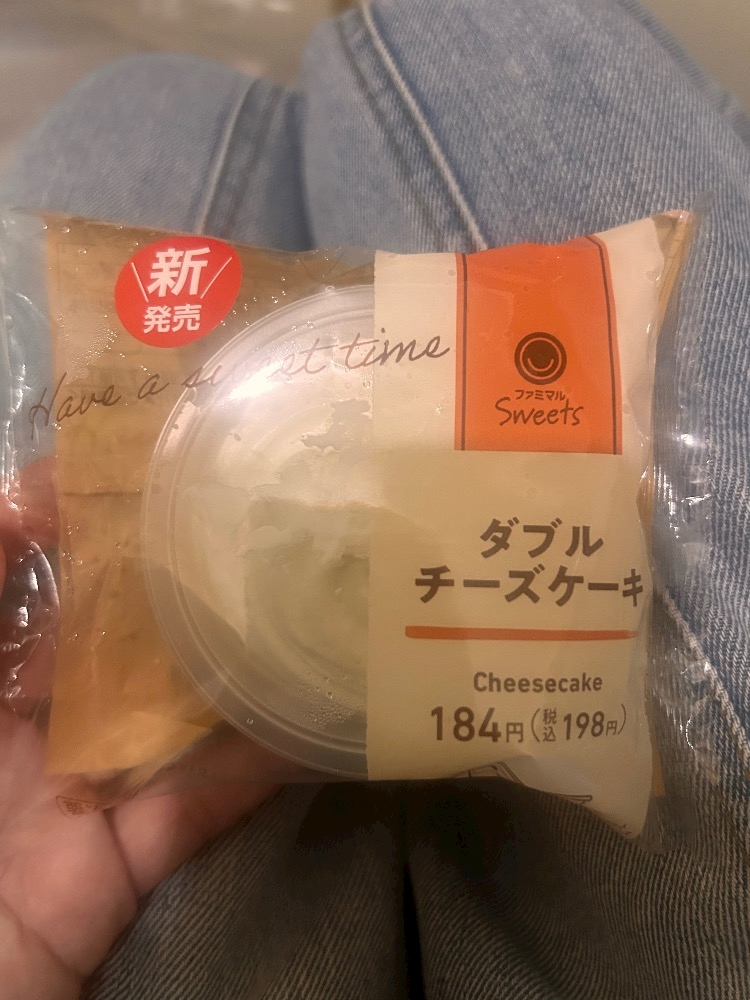 新
発売
Have a sweet time
ファミマル
Sweets
ダブル
チーズケーキ
Cheesecake
184円(税込198円)